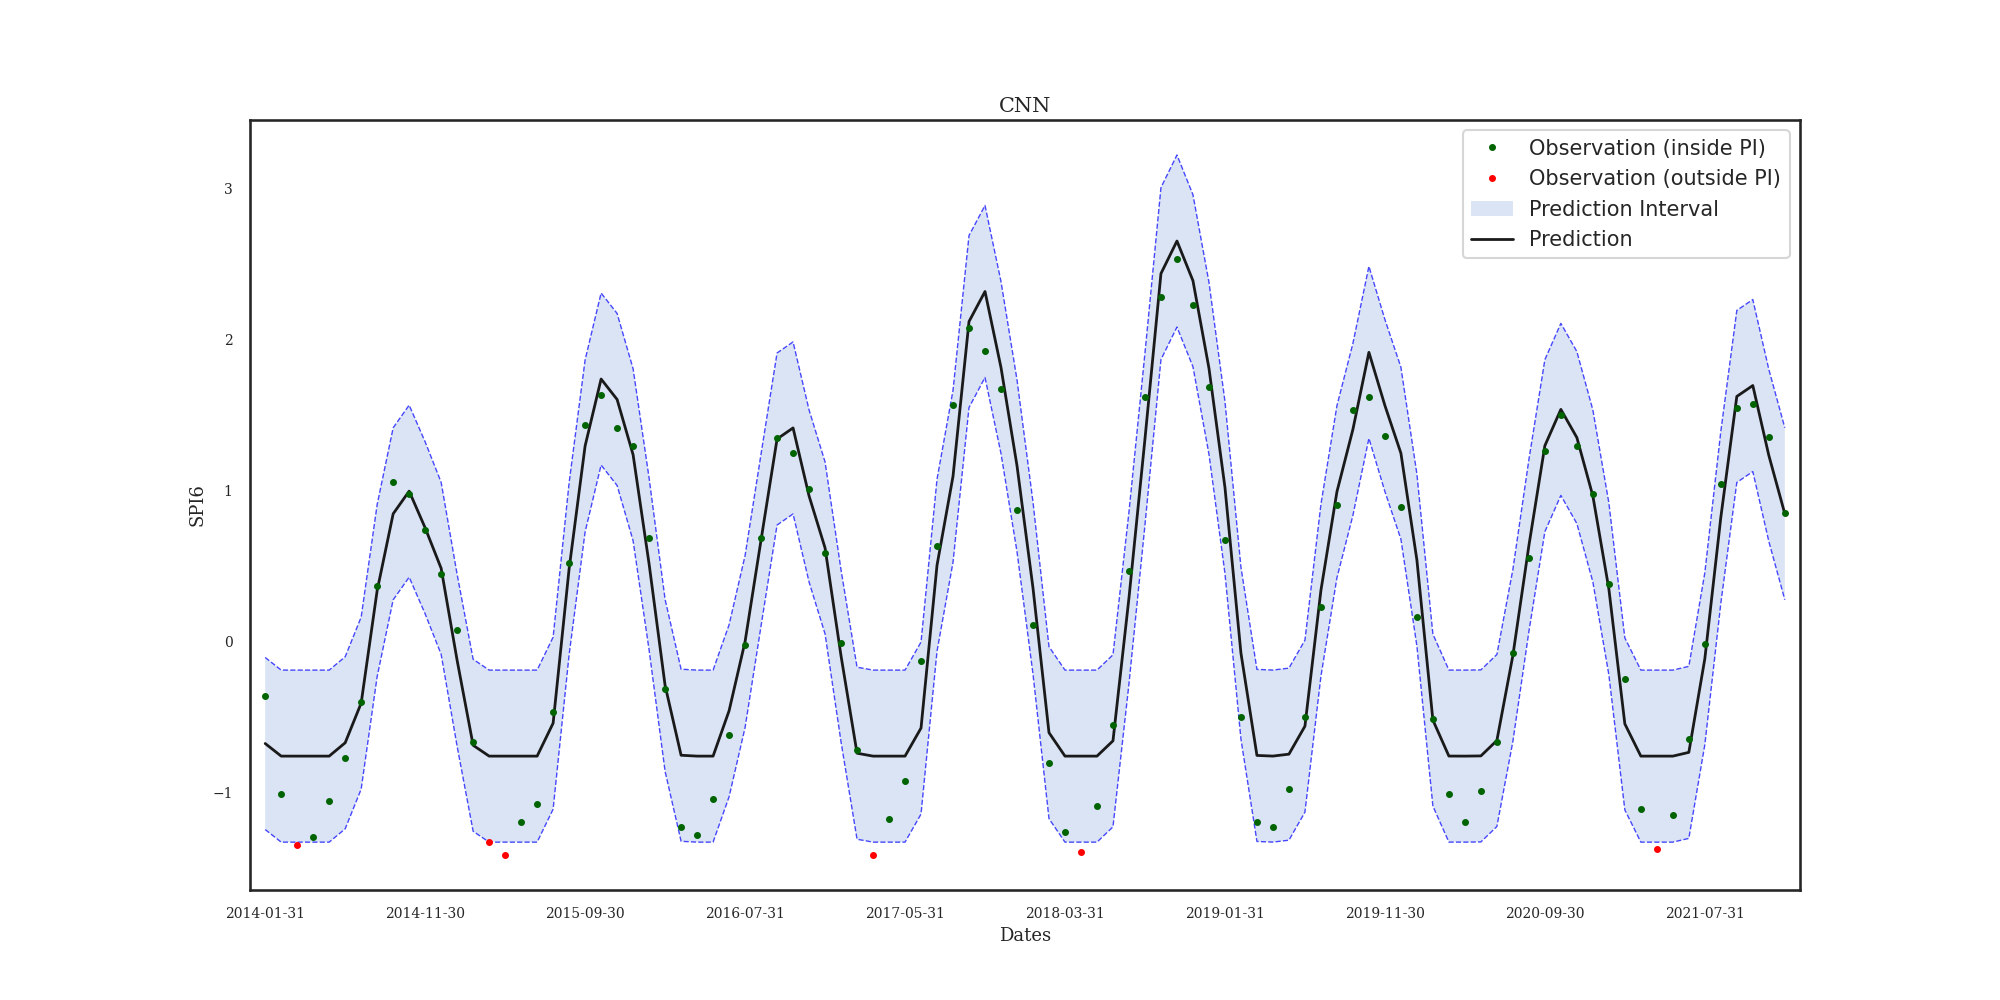 CNN
Observation (inside PI)
Observation (outside PI)
Prediction Interval
Prediction
SPI6
3
2
1
0
−1
2014-01-31 2014-11-30 2015-09-30 2016-07-31 2017-05-31 2018-03-31 2019-01-31 2019-11-30 2020-09-30 2021-07-31
Dates